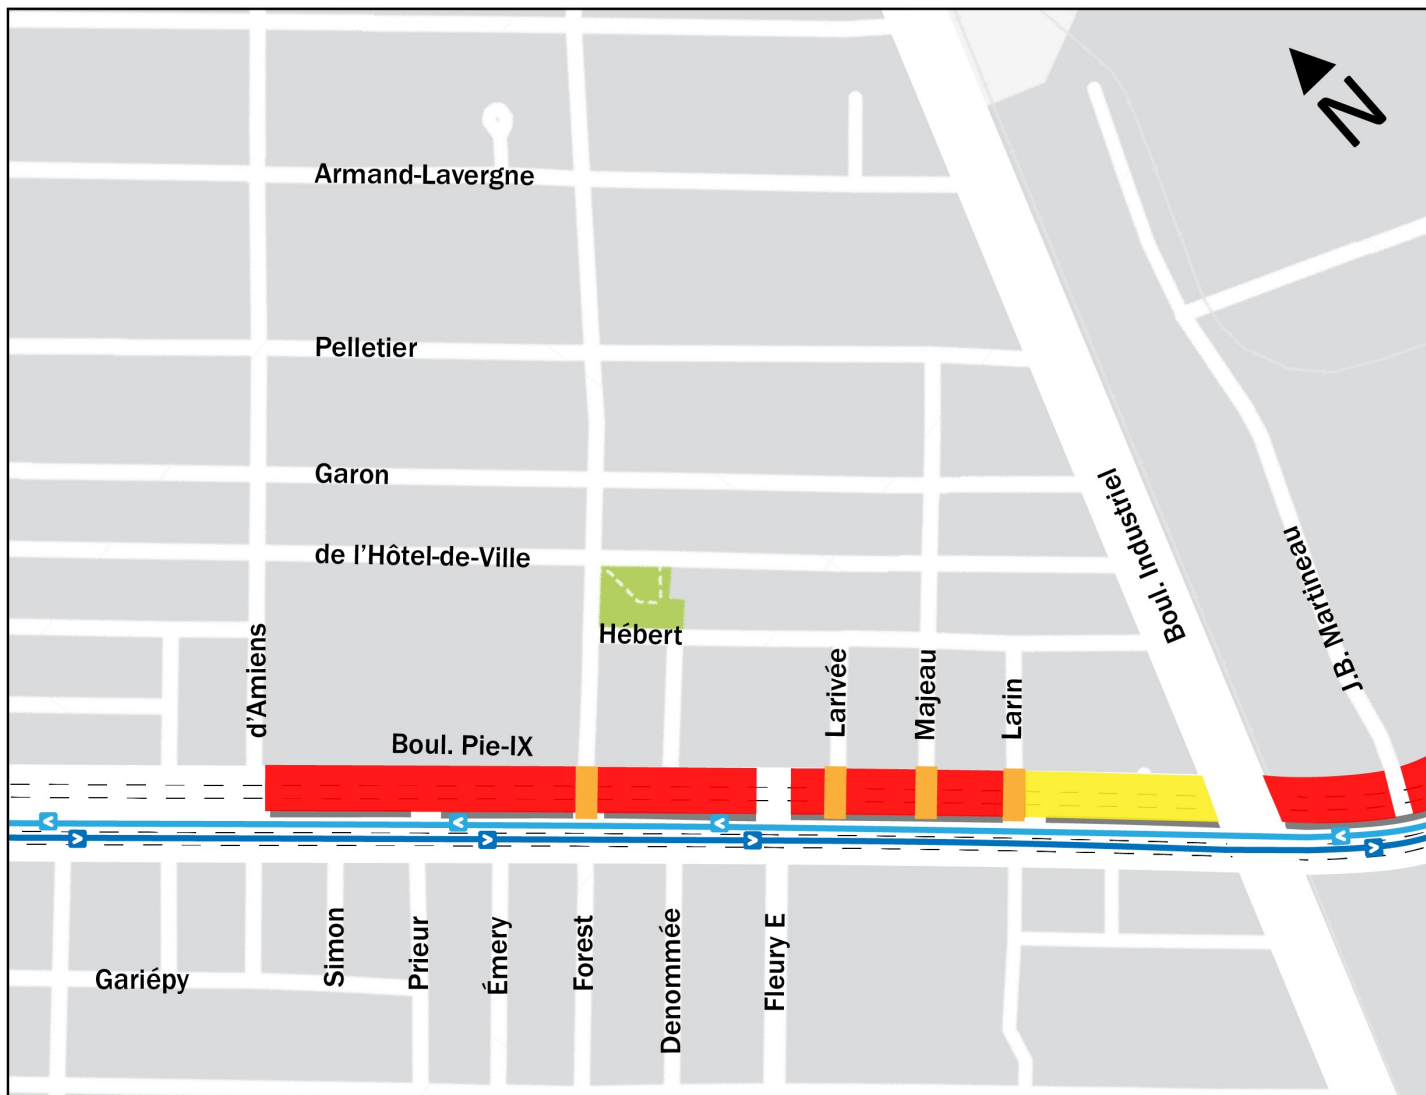 N
Armand-Lavergne
Pelletier
Garon
de l'Hôtel-de-Ville
Boul. Industriel
J.B. Martineau
Hébert
d'Amiens
Larivée
Majeau
Larin
Boul. Pie-IX
Gariépy
Simon
Prieur
Émery
Forest
Denommée
Fleury E